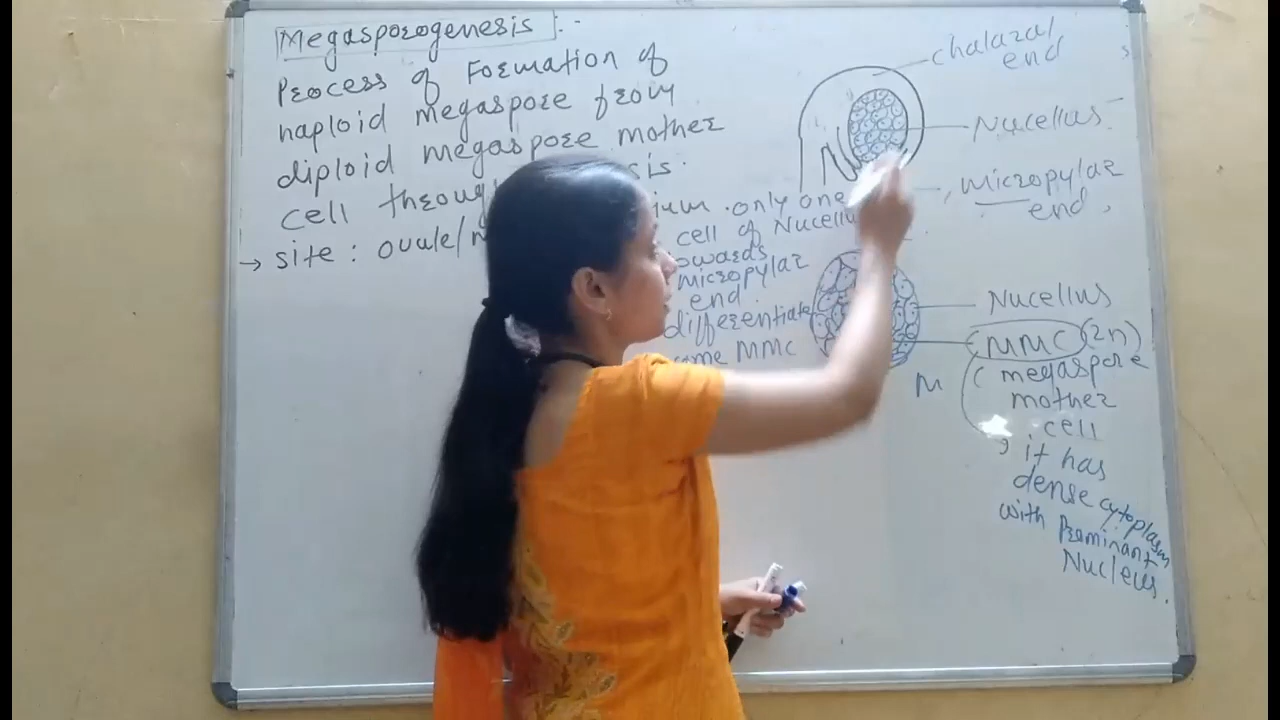 Megasporogenesis :-
Process of Formation of
haploid megaspore from
diploid megaspore mother
cell
→ site : ovule/
only one
cell of Nucellu
owards
micropylar
end.
differentiate
MMC
chalazal
end
Nucellus
micropylar
end,
Nucellus
MMC (2n)
( megaspore
mother
cell
it has
dense cytoplasm
with Prominant
Nucleus.
M